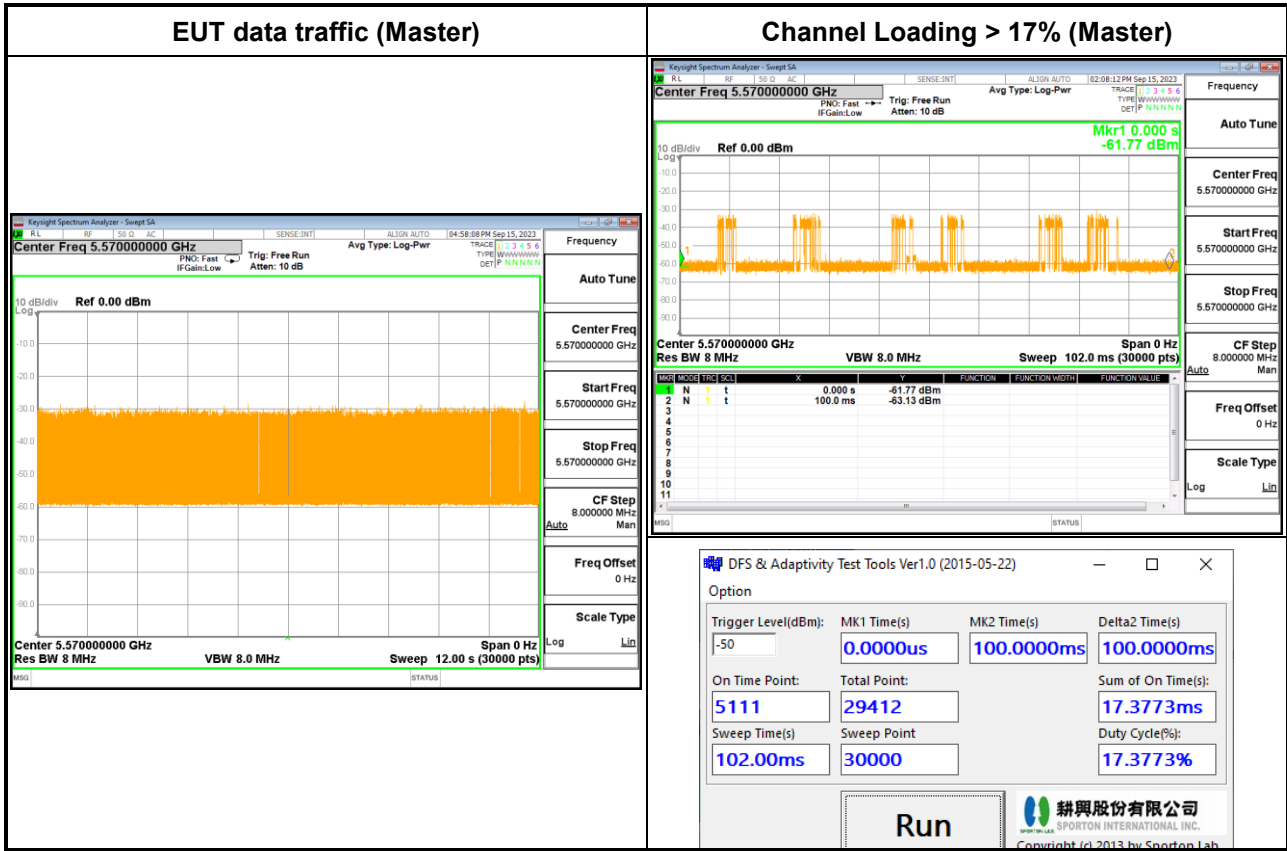 EUT data traffic (Master)
Channel Loading > 17% (Master)
Keysight Spectrum Analyzer - Swept SA
RL RF 50 Ω AC SENSE:INT ALIGN AUTO 04:58:08 PM Sep 15, 2023
Center Freq 5.570000000 GHz
PNO: Fast
IFGain:Low
Trig: Free Run
Atten: 10 dB
Avg Type: Log-Pwr
TRACE 1 2 3 4 5 6
TYPE WWWWWWW
DET P NNNNN
10 dB/div
Log
Ref 0.00 dBm
-10.0
-20.0
-30.0
-40.0
-50.0
-60.0
-70.0
-80.0
-90.0
Center 5.570000000 GHz
Span 0 Hz
Res BW 8 MHz
VBW 8.0 MHz
Sweep 12.00 s (30000 pts)
MSG
STATUS
Frequency
Auto Tune
Center Freq
5.570000000 GHz
Start Freq
5.570000000 GHz
Stop Freq
5.570000000 GHz
CF Step
8.000000 MHz
Auto Man
Freq Offset
0 Hz
Scale Type
Log Lin
Keysight Spectrum Analyzer - Swept SA
RL RF 50 Ω AC SENSE:INT ALIGN AUTO 02:08:12 PM Sep 15, 2023
Center Freq 5.570000000 GHz
PNO: Fast
IFGain:Low
Trig: Free Run
Atten: 10 dB
Avg Type: Log-Pwr
TRACE 1 2 3 4 5 6
TYPE WWWWWWW
DET P NNNNN
Mkr1 0.000 s
-61.77 dBm
10 dB/div
Log
Ref 0.00 dBm
-10.0
-20.0
-30.0
-40.0
-50.0
-60.0
-70.0
-80.0
-90.0
1
2
Center 5.570000000 GHz
Span 0 Hz
Res BW 8 MHz
VBW 8.0 MHz
Sweep 102.0 ms (30000 pts)
MKR MODE TRC SCL X Y FUNCTION FUNCTION WIDTH FUNCTION VALUE
1 N 1 t 0.000 s -61.77 dBm
2 N 1 t 100.0 ms -63.13 dBm
3
4
5
6
7
8
9
10
11
MSG
STATUS
Frequency
Auto Tune
Center Freq
5.570000000 GHz
Start Freq
5.570000000 GHz
Stop Freq
5.570000000 GHz
CF Step
8.000000 MHz
Auto Man
Freq Offset
0 Hz
Scale Type
Log Lin
DFS & Adaptivity Test Tools Ver1.0 (2015-05-22)
Option
Trigger Level(dBm): MK1 Time(s) MK2 Time(s) Delta2 Time(s)
-50 0.0000us 100.0000ms 100.0000ms
On Time Point: Total Point: Sum of On Time(s):
5111 29412 17.3773ms
Sweep Time(s) Sweep Point Duty Cycle(%):
102.00ms 30000 17.3773%
Run
耕興股份有限公司
SPORTON LAB.
SPORTON INTERNATIONAL INC.
Copyright (c) 2013 by Sporton Lab